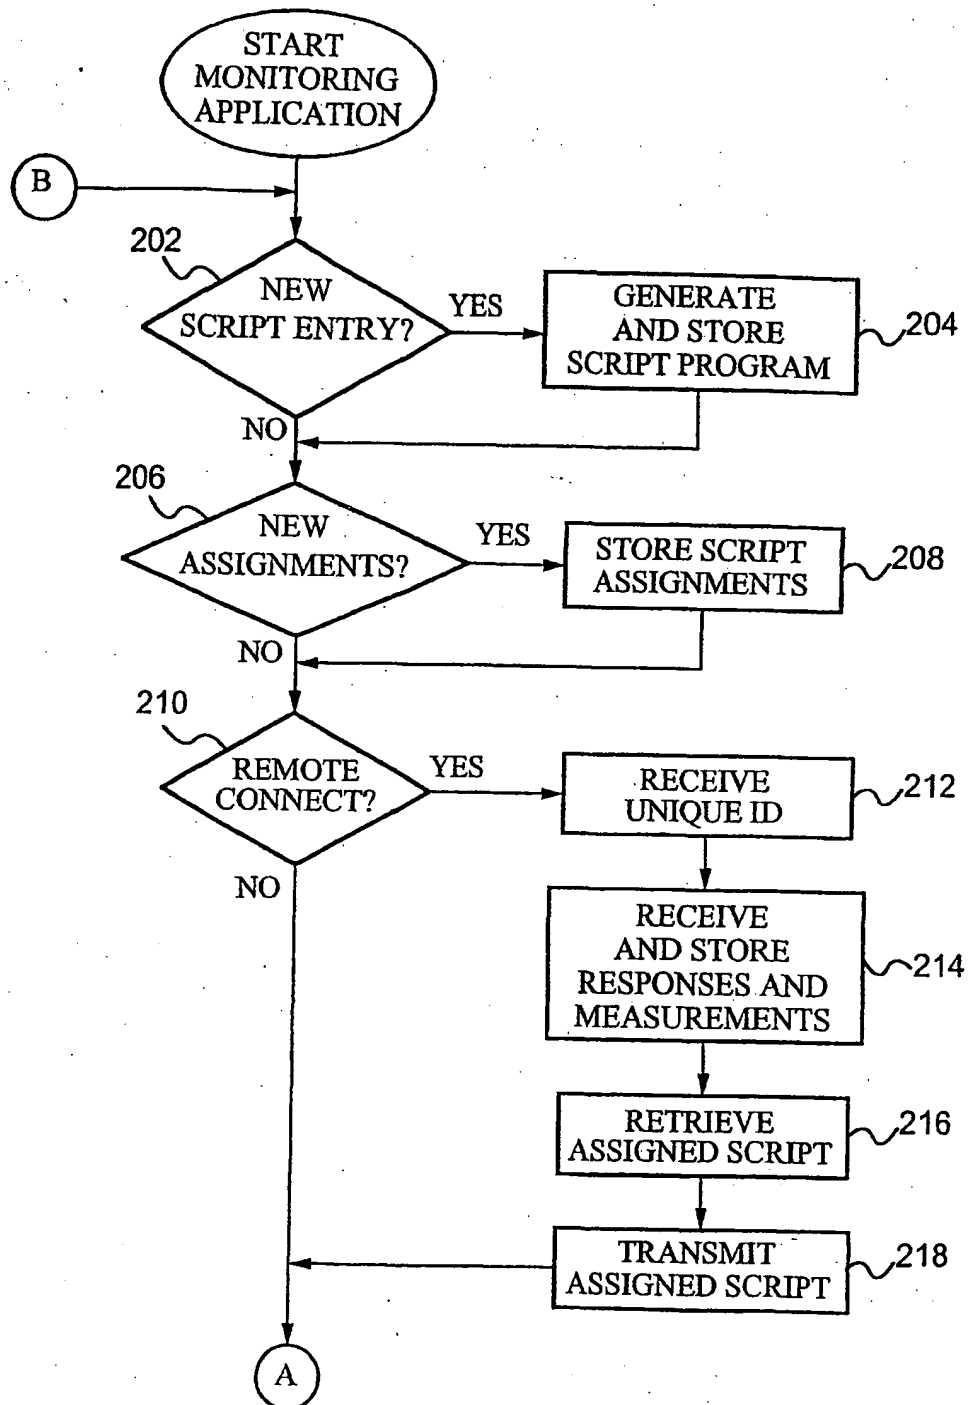 START
MONITORING
APPLICATION
B
202
NEW
SCRIPT ENTRY?
YES
GENERATE
AND STORE
SCRIPT PROGRAM
204
NO
206
NEW
ASSIGNMENTS?
YES
STORE SCRIPT
ASSIGNMENTS
208
NO
210
REMOTE
CONNECT?
YES
RECEIVE
UNIQUE ID
212
NO
RECEIVE
AND STORE
RESPONSES AND
MEASUREMENTS
214
RETRIEVE
ASSIGNED SCRIPT
216
TRANSMIT
ASSIGNED SCRIPT
218
A